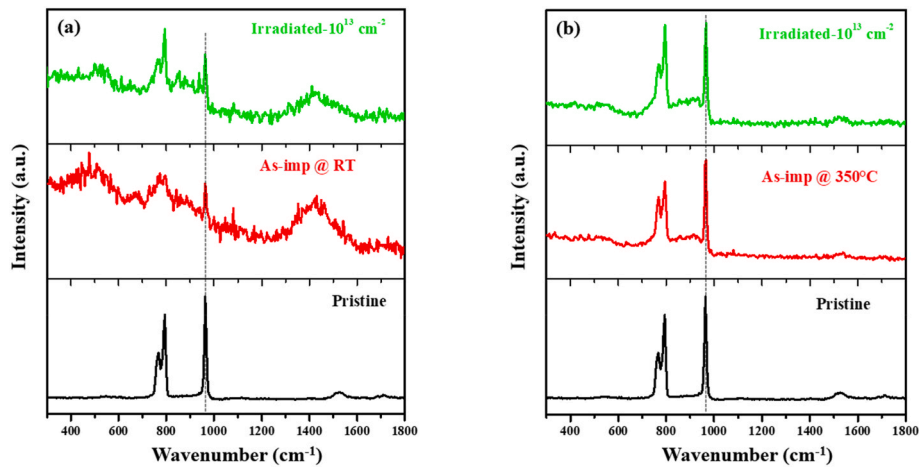 (a)
Irradiated-10¹³ cm⁻²
As-imp @ RT
Pristine
Intensity (a.u.)
400 600 800 1000 1200 1400 1600 1800
Wavenumber (cm⁻¹)
(b)
Irradiated-10¹³ cm⁻²
As-imp @ 350°C
Pristine
Intensity (a.u.)
400 600 800 1000 1200 1400 1600 1800
Wavenumber (cm⁻¹)